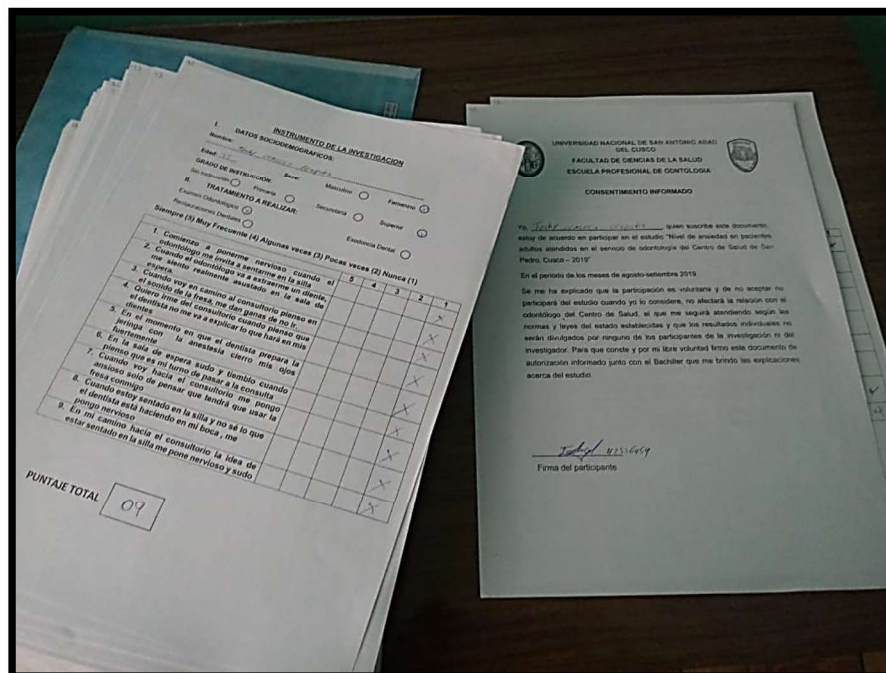 INSTRUMENTO DE LA INVESTIGACION
I. DATOS SOCIODEMOGRAFICOS:
Nombre:
Edad: Sexo: Masculino Femenino
GRADO DE INSTRUCCIÓN:
Sin instrucción Primaria Secundaria Superior
II. TRATAMIENTO A REALIZAR:
Examen Odontológico Exodoncia Dental
Restauraciones Dentales
Siempre (5) Muy Frecuente (4) Algunas veces (3) Pocas veces (2) Nunca (1)
5 4 3 2 1
1. Comienzo a ponerme nervioso cuando el
odontólogo me invita a sentarme en la silla
2. Cuando el odontólogo va a extraerme un diente,
me siento realmente asustado en la sala de
espera.
3. Cuando voy en camino al consultorio pienso en
el sonido de la fresa, me dan ganas de no ir.
4. Quiero irme del consultorio cuando pienso que
el dentista no me va a explicar lo que hará en mis
dientes
5. En el momento en que el dentista prepara la
jeringa con la anestesia cierro mis ojos
fuertemente
6. En la sala de espera sudo y tiemblo cuando
pienso que es mi turno de pasar a la consulta
7. Cuando voy hacia el consultorio me pongo
ansioso solo de pensar que tendrá que usar la
fresa conmigo
8. Cuando estoy sentado en la silla y no sé lo que
el dentista está haciendo en mi boca , me
pongo nervioso
9. En mi camino hacia el consultorio la idea de
estar sentado en la silla me pone nervioso y sudo
PUNTAJE TOTAL 09
UNIVERSIDAD NACIONAL DE SAN ANTONIO ABAD
DEL CUSCO
FACULTAD DE CIENCIAS DE LA SALUD
ESCUELA PROFESIONAL DE ODONTOLOGIA
CONSENTIMIENTO INFORMADO
Yo, quien suscribe este documento,
estoy de acuerdo en participar en el estudio "Nivel de ansiedad en pacientes
adultos atendidos en el servicio de odontología del Centro de Salud de San
Pedro, Cusco – 2019"
En el periodo de los meses de agosto-setiembre 2019
Se me ha explicado que la participación es voluntaria y de no aceptar no
participará del estudio cuando yo lo considere, no afectará la relación con el
odontólogo del Centro de Salud, el que me seguirá atendiendo según las
normas y leyes del estado establecidas y que los resultados individuales no
serán divulgados por ninguno de los participantes de la investigación ni del
investigador. Para que conste y por mi libre voluntad firmo este documento de
autorización informado junto con el Bachiller que me brindo las explicaciones
acerca del estudio.
Firma del participante